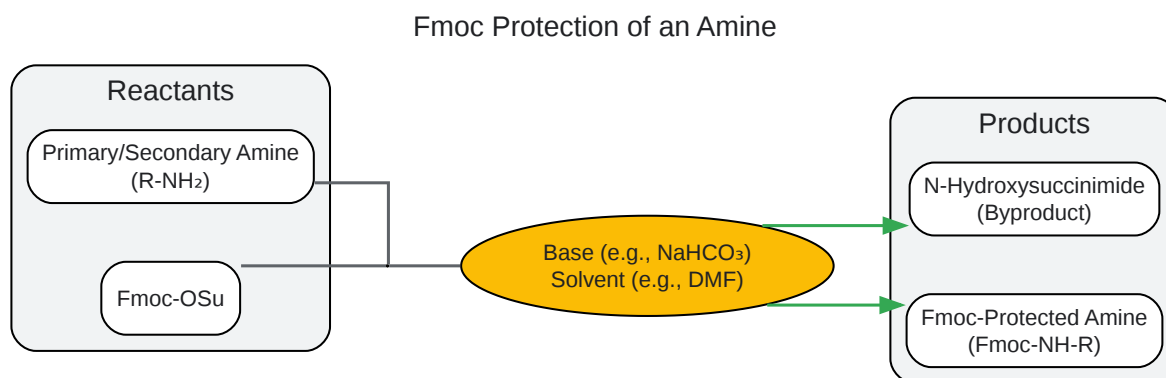 Fmoc Protection of an Amine
Reactants
Primary/Secondary Amine
(R-NH₂)
Fmoc-OSu
Base (e.g., NaHCO₃)
Solvent (e.g., DMF)
Products
N-Hydroxysuccinimide
(Byproduct)
Fmoc-Protected Amine
(Fmoc-NH-R)